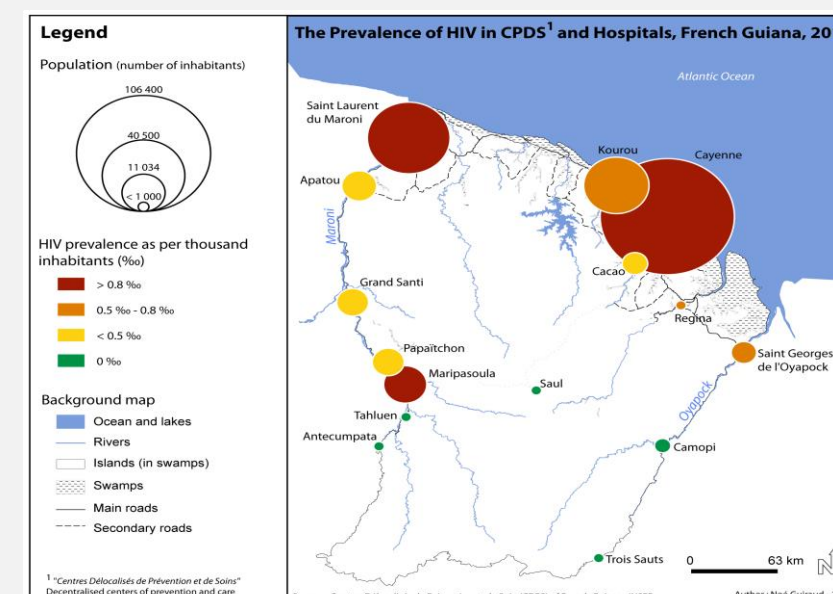 Legend
Population (number of inhabitants)
106 400
40 500
11 034
< 1 000
HIV prevalence as per thousand
inhabitants (‰)
> 0.8 ‰
0.5 ‰ - 0.8 ‰
< 0.5 ‰
0 ‰
Background map
Ocean and lakes
Rivers
Islands (in swamps)
Swamps
Main roads
Secondary roads
1 "Centres Délocalisés de Prévention et de Soins"
Decentralised centers of prevention and care
The Prevalence of HIV in CPDS1 and Hospitals, French Guiana, 20
Atlantic Ocean
Saint Laurent
du Maroni
Kourou
Cayenne
Apatou
Maroni
Cacao
Grand Santi
Regina
Papaïtchon
Saint Georges
de l'Oyapock
Maripasoula
Saul
Oyapock
Tahluen
Antecumpata
Camopi
Trois Sauts
0 63 km
N